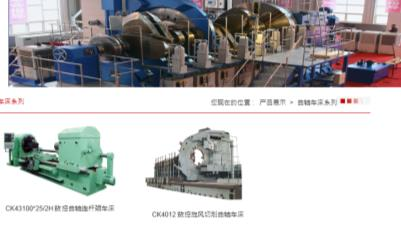 车床系列
您现在的位置： 产品展示 > 曲轴车床系列
CK43100*25/2H 数控曲轴连杆颈车床
CK4012 数控旋风切削曲轴车床